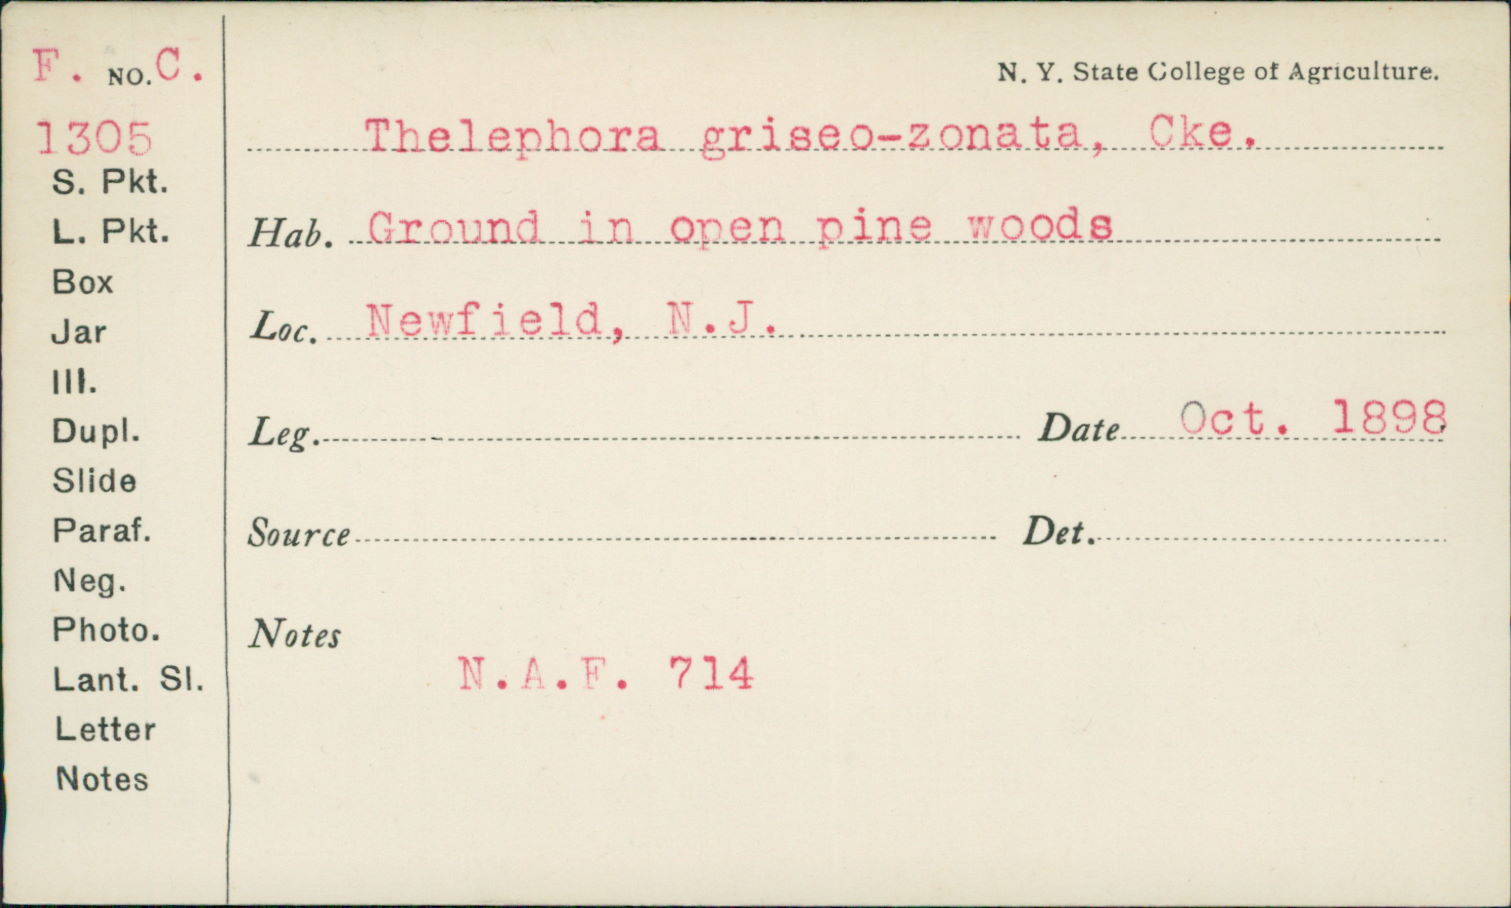 F. NO. C.
1305
S. Pkt.
L. Pkt.
Box
Jar
Ill.
Dupl.
Slide
Paraf.
Neg.
Photo.
Lant. Sl.
Letter
Notes
N. Y. State College of Agriculture.
Thelephora griseo-zonata, Cke.
Hab. Ground in open pine woods
Loc. Newfield, N.J.
Leg. Date Oct. 1898
Source Det.
Notes
N.A.F. 714